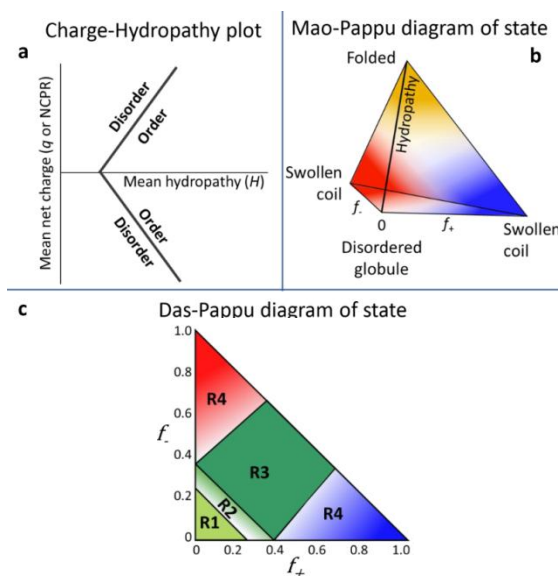 Charge-Hydropathy plot
a
Mean net charge (q or NCPR)
Disorder
Order
Mean hydropathy (H)
Order
Disorder
Mao-Pappu diagram of state
b
Folded
Hydropathy
Swollen
coil
f-
0
f+
Swollen
coil
Disordered
globule
c
Das-Pappu diagram of state
1.0
0.8
0.6
0.4
0.2
0
f-
R4
R3
R2
R1
R4
0
0.2
0.4
0.6
0.8
1.0
f+